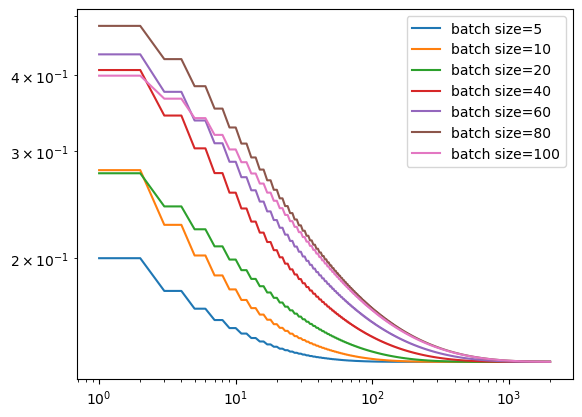 4 × 10⁻¹
3 × 10⁻¹
2 × 10⁻¹
10⁰
10¹
10²
10³
batch size=5
batch size=10
batch size=20
batch size=40
batch size=60
batch size=80
batch size=100